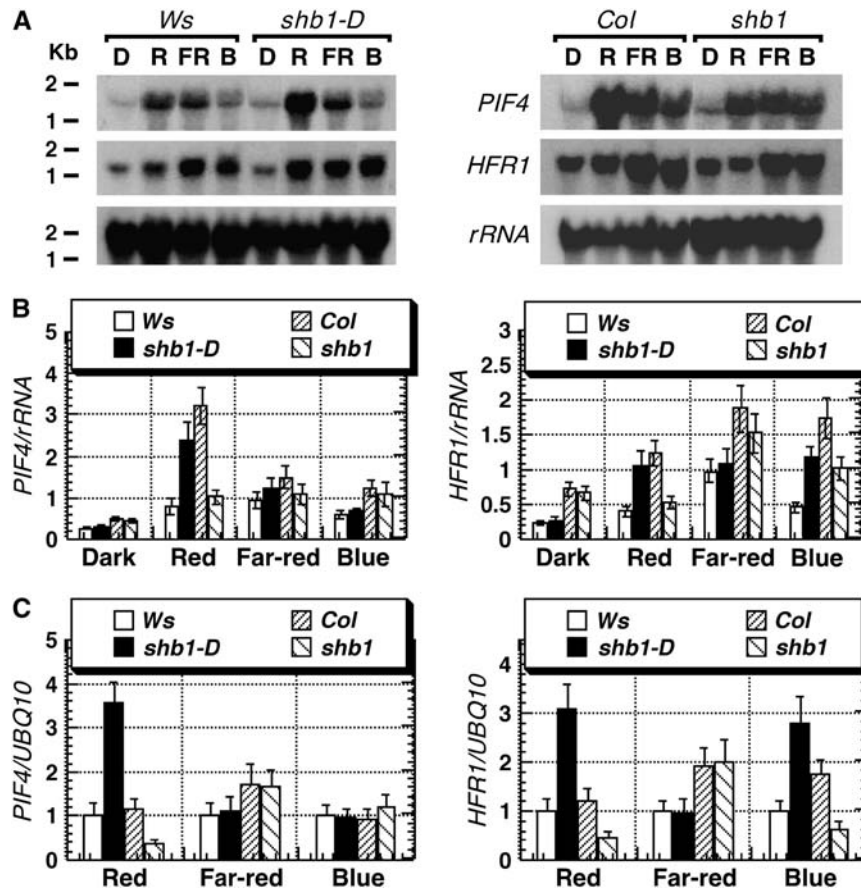 A
Ws
shb1-D
Col
shb1
Kb
D R FR B
D R FR B
D R FR B
D R FR B
2
1
PIF4
2
1
HFR1
2
1
rRNA
B
Ws
shb1-D
Col
shb1
PIF4/rRNA
5
4
3
2
1
0
Dark Red Far-red Blue
Ws
shb1-D
Col
shb1
HFR1/rRNA
3
2.5
2
1.5
1
0.5
0
Dark Red Far-red Blue
C
Ws
shb1-D
Col
shb1
PIF4/UBQ10
5
4
3
2
1
0
Red Far-red Blue
Ws
shb1-D
Col
shb1
HFR1/UBQ10
4
3
2
1
0
Red Far-red Blue